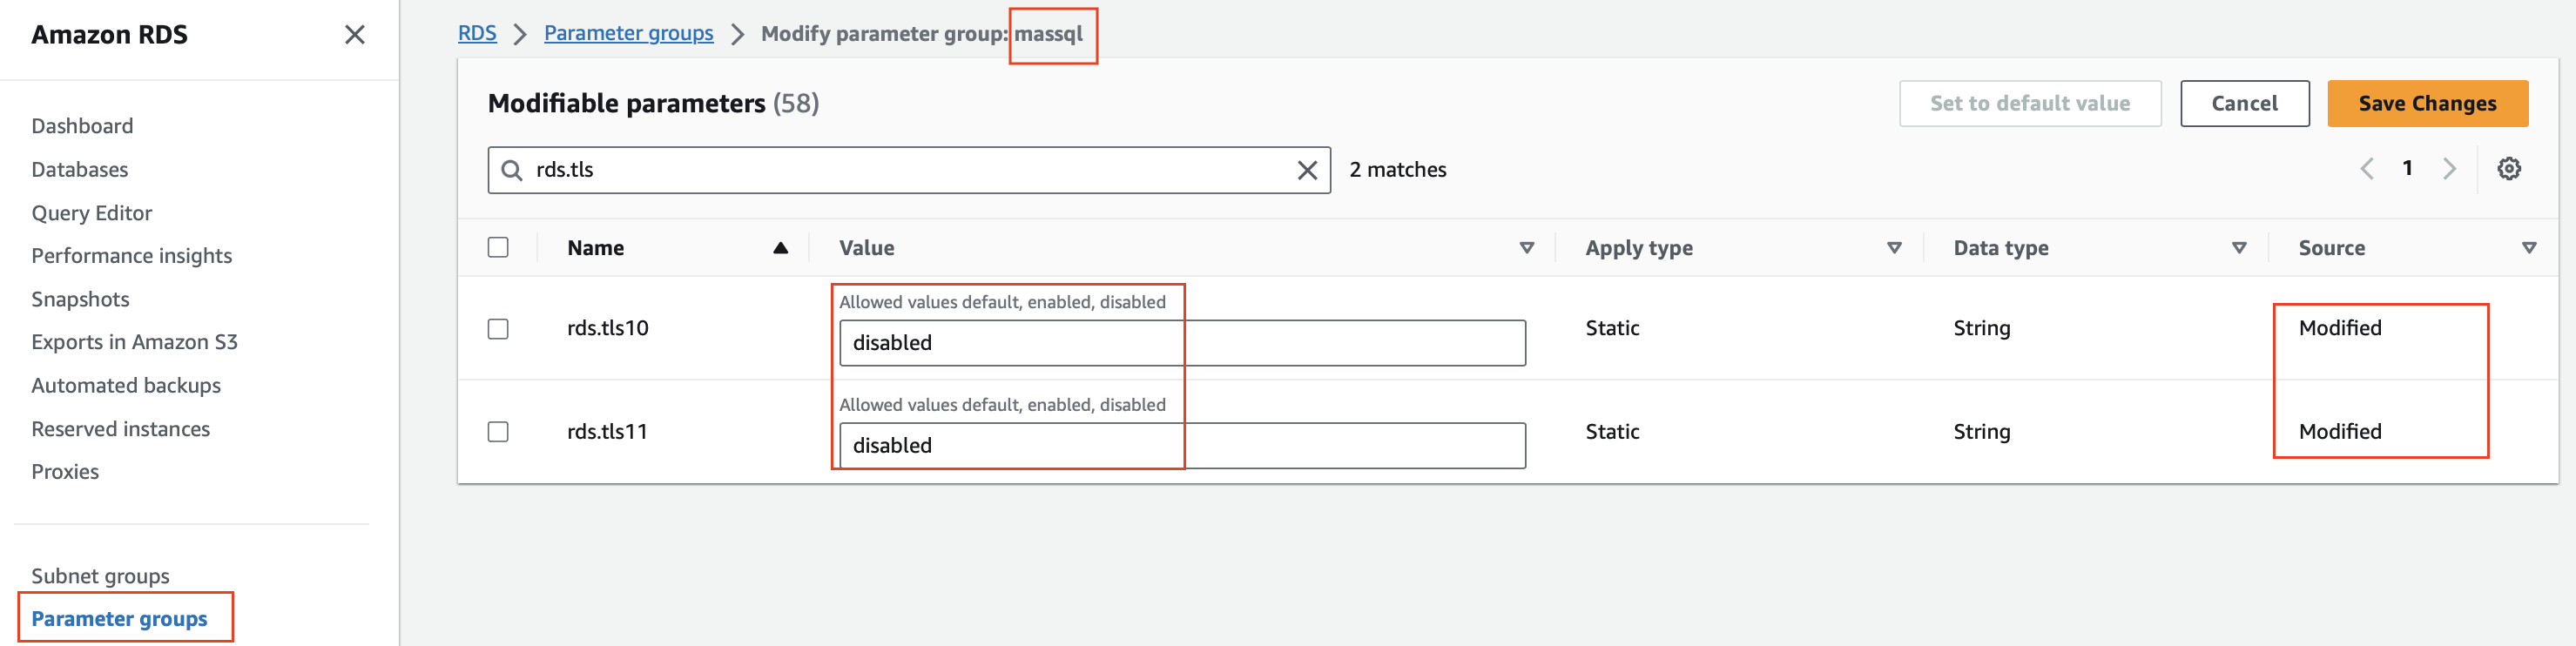 Amazon RDS
Dashboard
Databases
Query Editor
Performance insights
Snapshots
Exports in Amazon S3
Automated backups
Reserved instances
Proxies
Subnet groups
Parameter groups
RDS Parameter groups Modify parameter group: massql
Modifiable parameters (58)
Set to default value Cancel Save Changes
rds.tls 2 matches 1
Name Value Apply type Data type Source
Allowed values default, enabled, disabled
rds.tls10 disabled Static String Modified
Allowed values default, enabled, disabled
rds.tls11 disabled Static String Modified